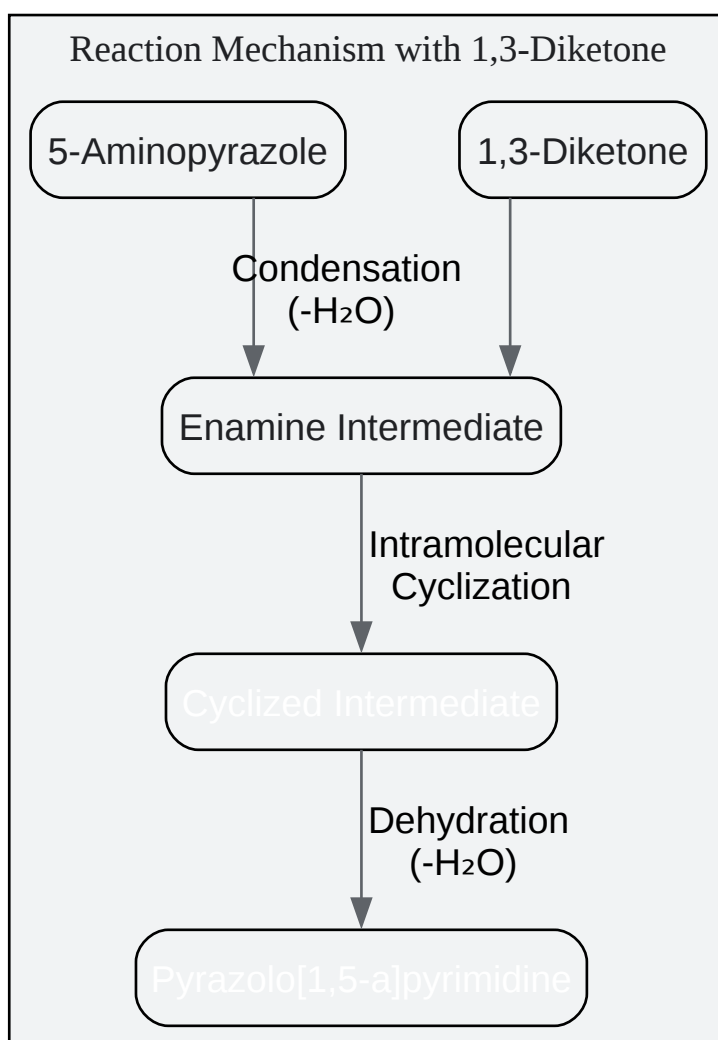 Reaction Mechanism with 1,3-Diketone
5-Aminopyrazole
1,3-Diketone
Condensation
(-H₂O)
Enamine Intermediate
Intramolecular
Cyclization
Cyclized Intermediate
Dehydration
(-H₂O)
Pyrazolo[1,5-a]pyrimidine